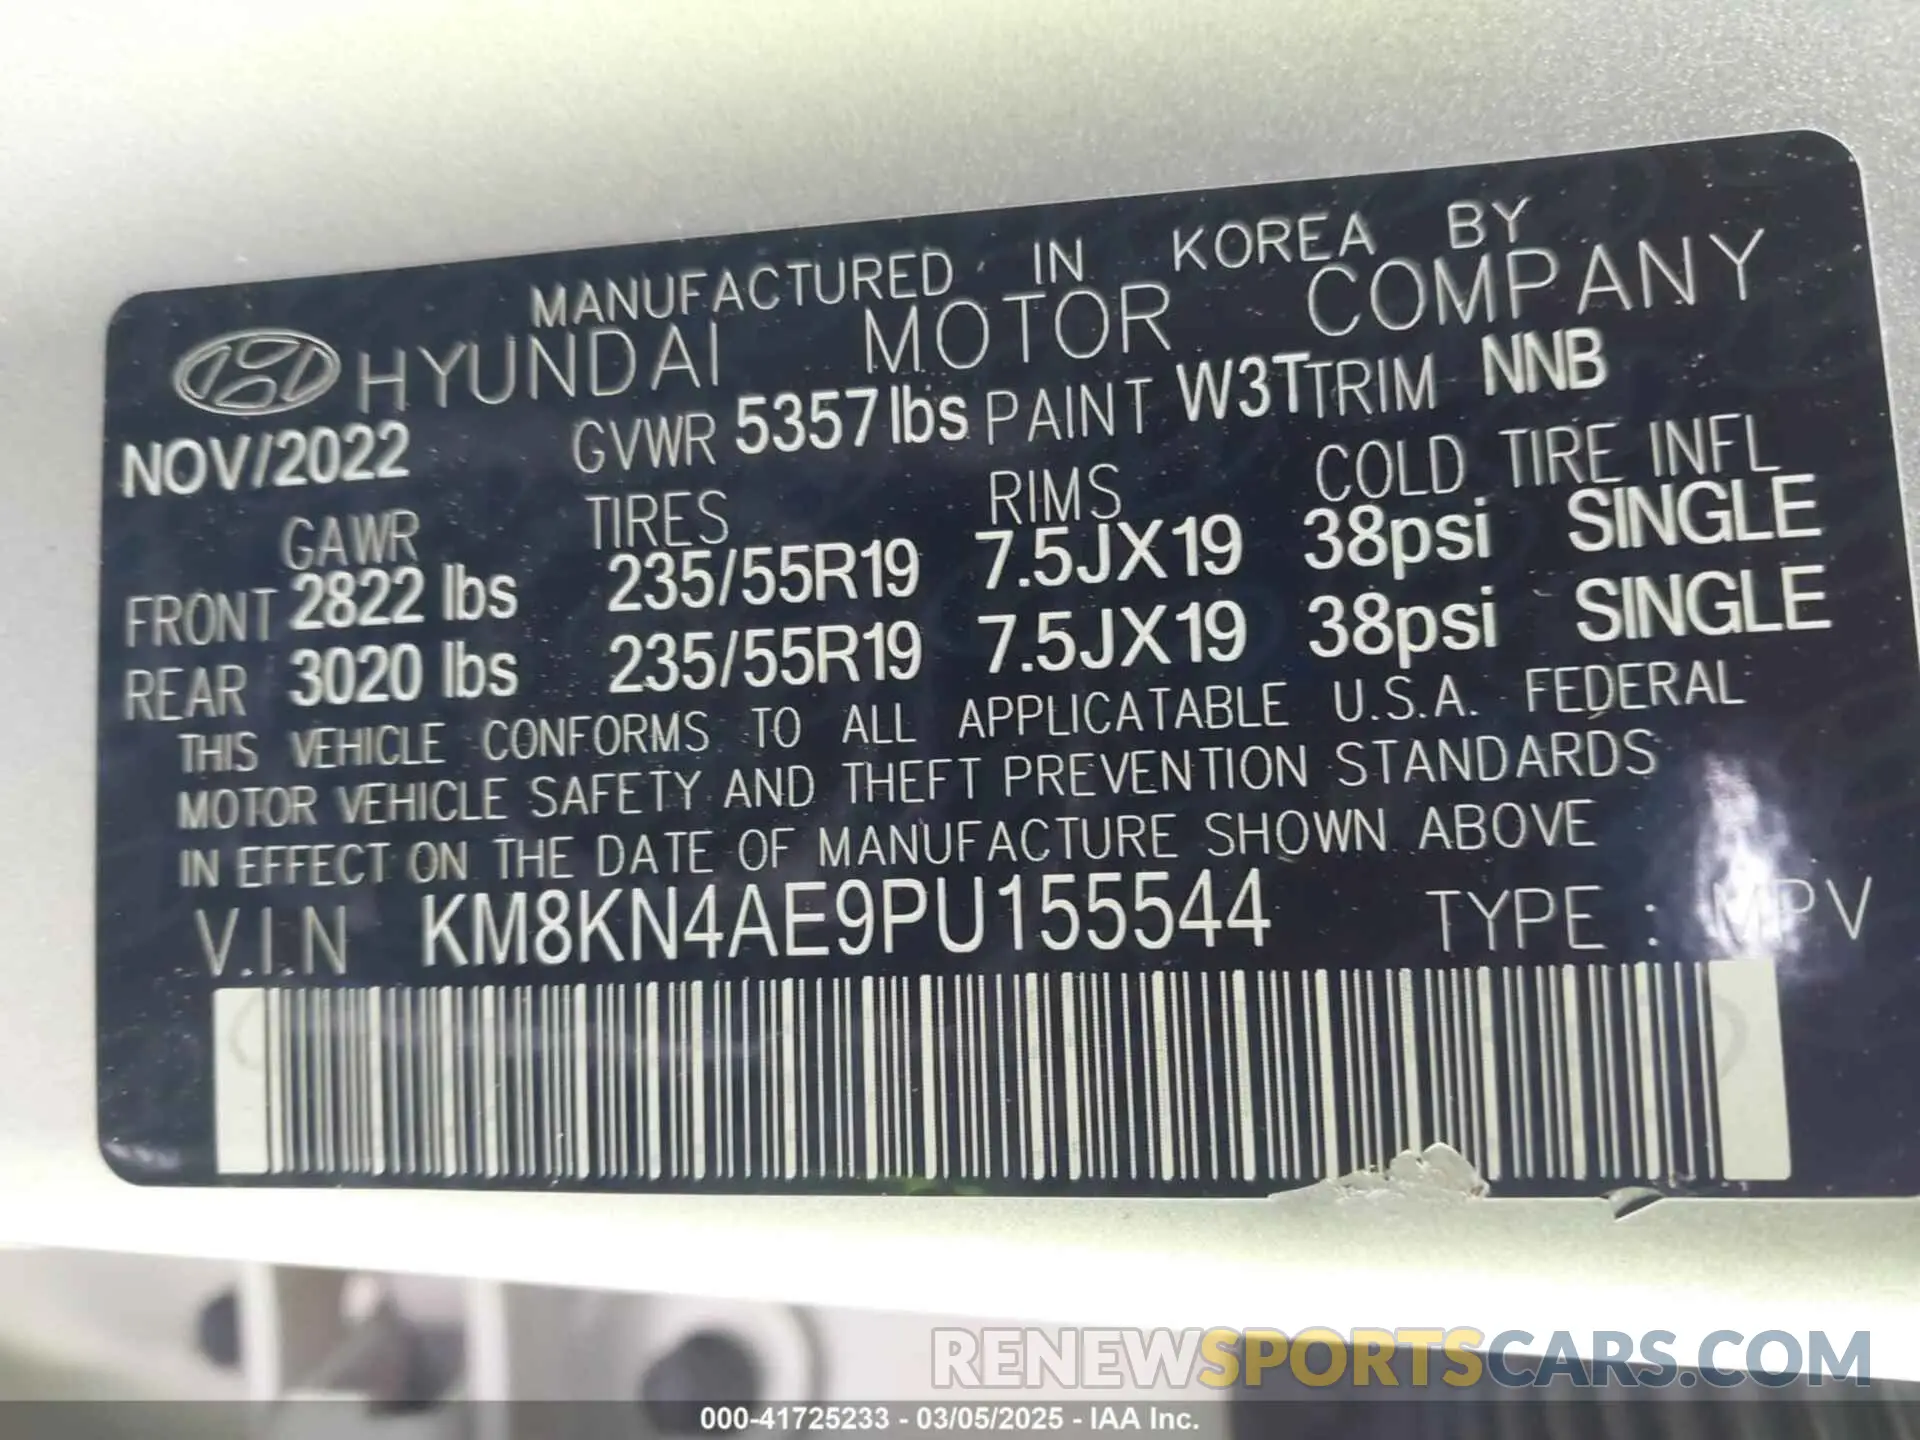 MANUFACTURED IN KOREA BY
HYUNDAI MOTOR COMPANY
NOV/2022 GVWR 5357lbs PAINT W3T TRIM NNB
GAWR TIRES RIMS COLD TIRE INFL
FRONT 2822 lbs 235/55R19 7.5JX19 38psi SINGLE
REAR 3020 lbs 235/55R19 7.5JX19 38psi SINGLE
THIS VEHICLE CONFORMS TO ALL APPLICATABLE U.S.A. FEDERAL
MOTOR VEHICLE SAFETY AND THEFT PREVENTION STANDARDS
IN EFFECT ON THE DATE OF MANUFACTURE SHOWN ABOVE
V.I.N KM8KN4AE9PU155544 TYPE : MPV
RENEWSPORTSCARS.COM
000-41725233 - 03/05/2025 - IAA Inc.